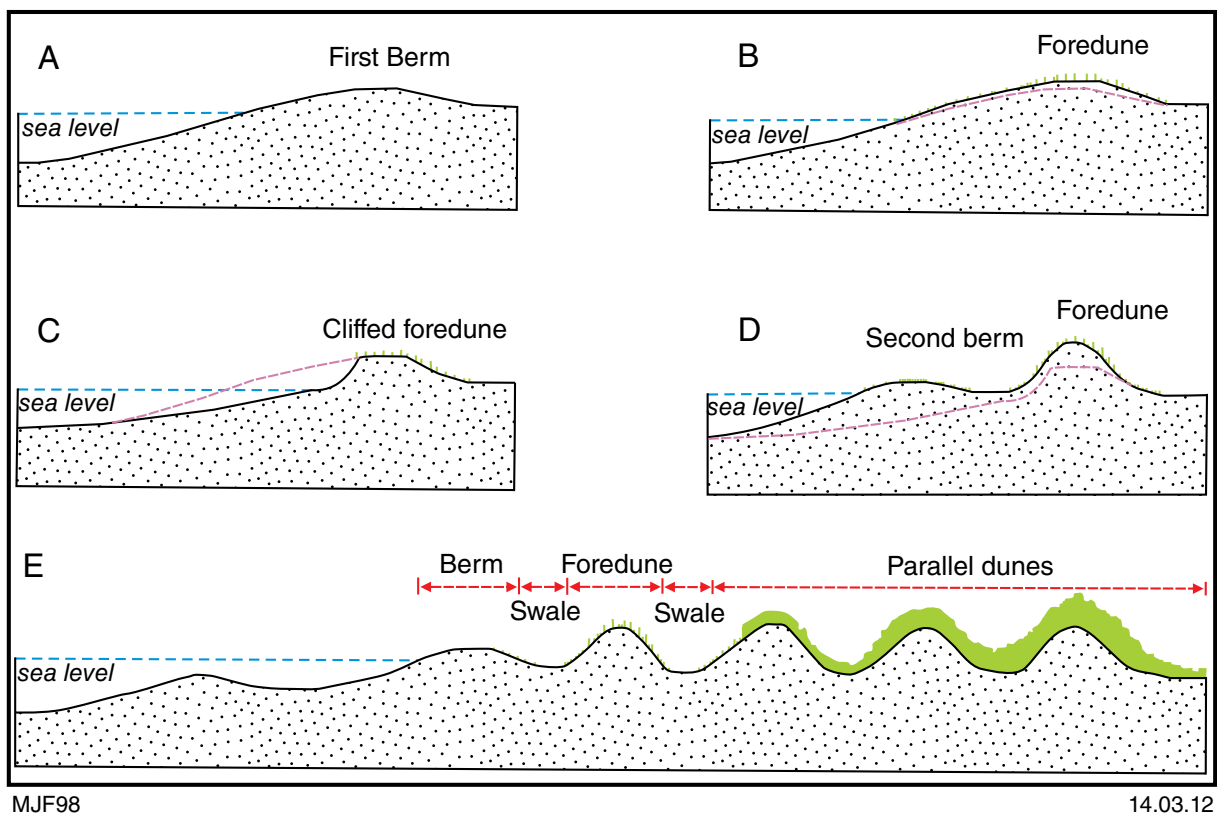 A
First Berm
sea level
B
Foredune
sea level
C
Cliffed foredune
sea level
D
Second berm
Foredune
sea level
E
Berm
Foredune
Parallel dunes
Swale
Swale
sea level
MJF98
14.03.12